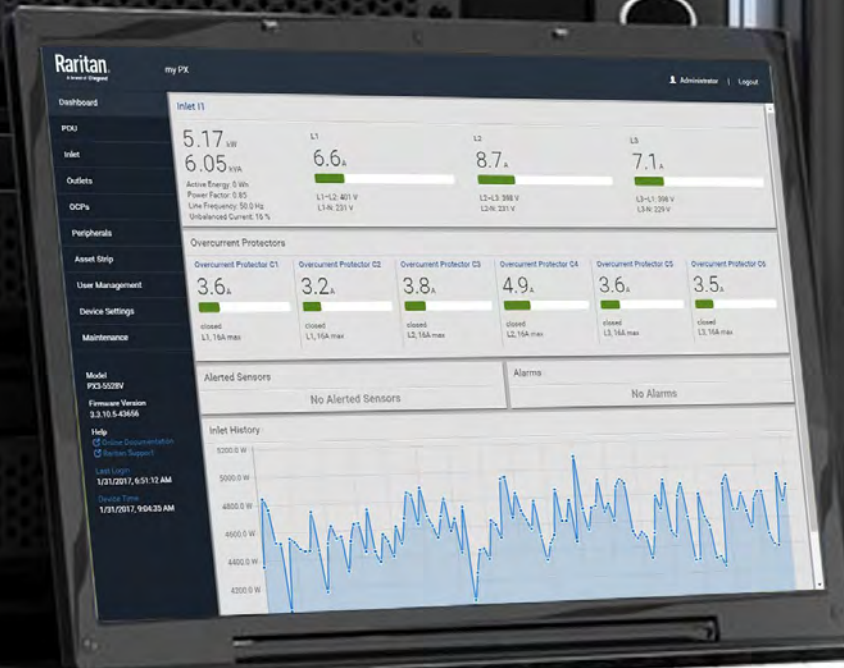 Raritan.
A brand of legrand
my PX
Administrator | Logout
Dashboard
PDU
Inlet
Outlets
OCPs
Peripherals
Asset Strip
User Management
Device Settings
Maintenance
Model
PX3-5528V
Firmware Version
3.3.10.5-43656
Help
Online Documentation
Raritan Support
Last Login
1/31/2017, 6:51:12 AM
Device Time
1/31/2017, 9:04:35 AM
Inlet I1
5.17 kW
6.05 kVA
Active Energy: 0 Wh
Power Factor: 0.85
Line Frequency: 50.0 Hz
Unbalanced Current: 16 %
L1
6.6 A
L1-L2: 401 V
L1-N: 231 V
L2
8.7 A
L2-L3: 398 V
L2-N: 231 V
L3
7.1 A
L3-L1: 398 V
L3-N: 229 V
Overcurrent Protectors
Overcurrent Protector C1
3.6 A
closed
L1, 16A max
Overcurrent Protector C2
3.2 A
closed
L1, 16A max
Overcurrent Protector C3
3.8 A
closed
L2, 16A max
Overcurrent Protector C4
4.9 A
closed
L2, 16A max
Overcurrent Protector C5
3.6 A
closed
L3, 16A max
Overcurrent Protector C6
3.5 A
closed
L3, 16A max
Alerted Sensors
No Alerted Sensors
Alarms
No Alarms
Inlet History
5200.0 W
5000.0 W
4800.0 W
4600.0 W
4400.0 W
4200.0 W